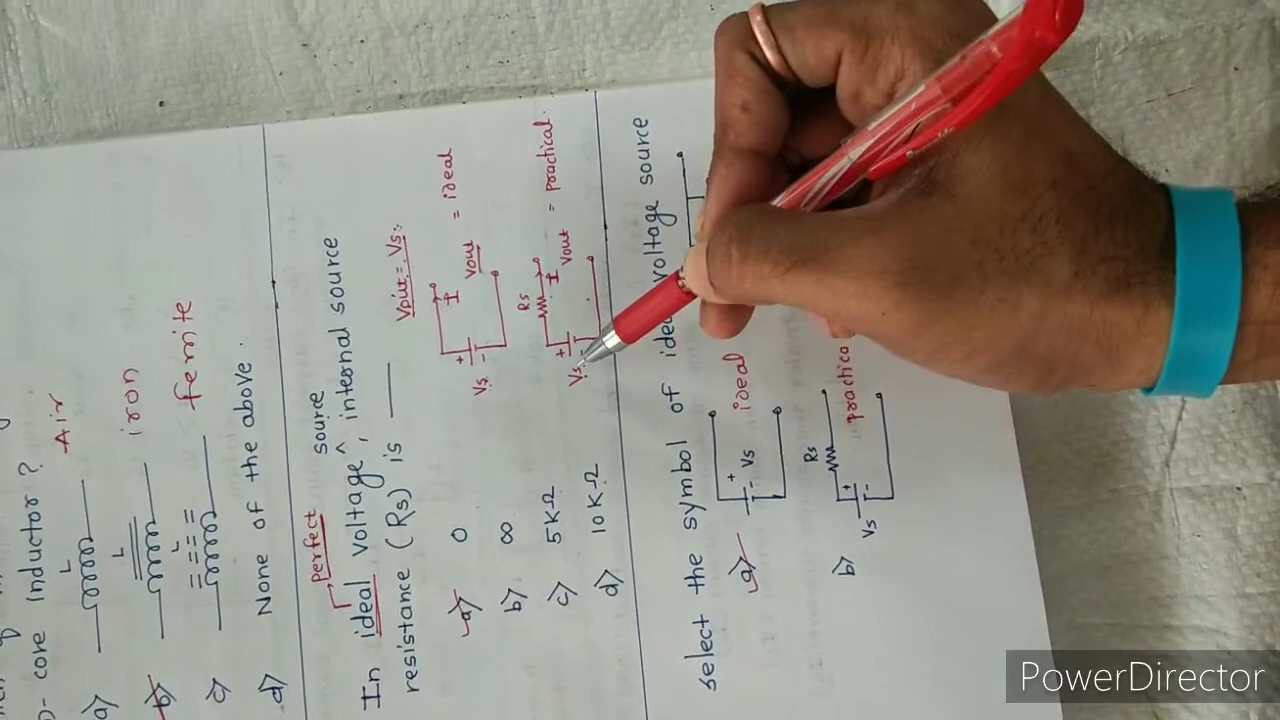 core Inductor ?
a) L Air
b) L iron
c) L ferrite
d) None of the above.
perfect
source
In ideal voltage ^, internal source
resistance (Rs) is ___
a) 0
b) ∞
c) 5KΩ
d) 10KΩ
Vout = Vs.
Vs + - I Vout = ideal
Vs + - Rs I Vout = practical.
select the symbol of voltage source
a) + - Vs ideal
b) Vs + - Rs practica
PowerDirector